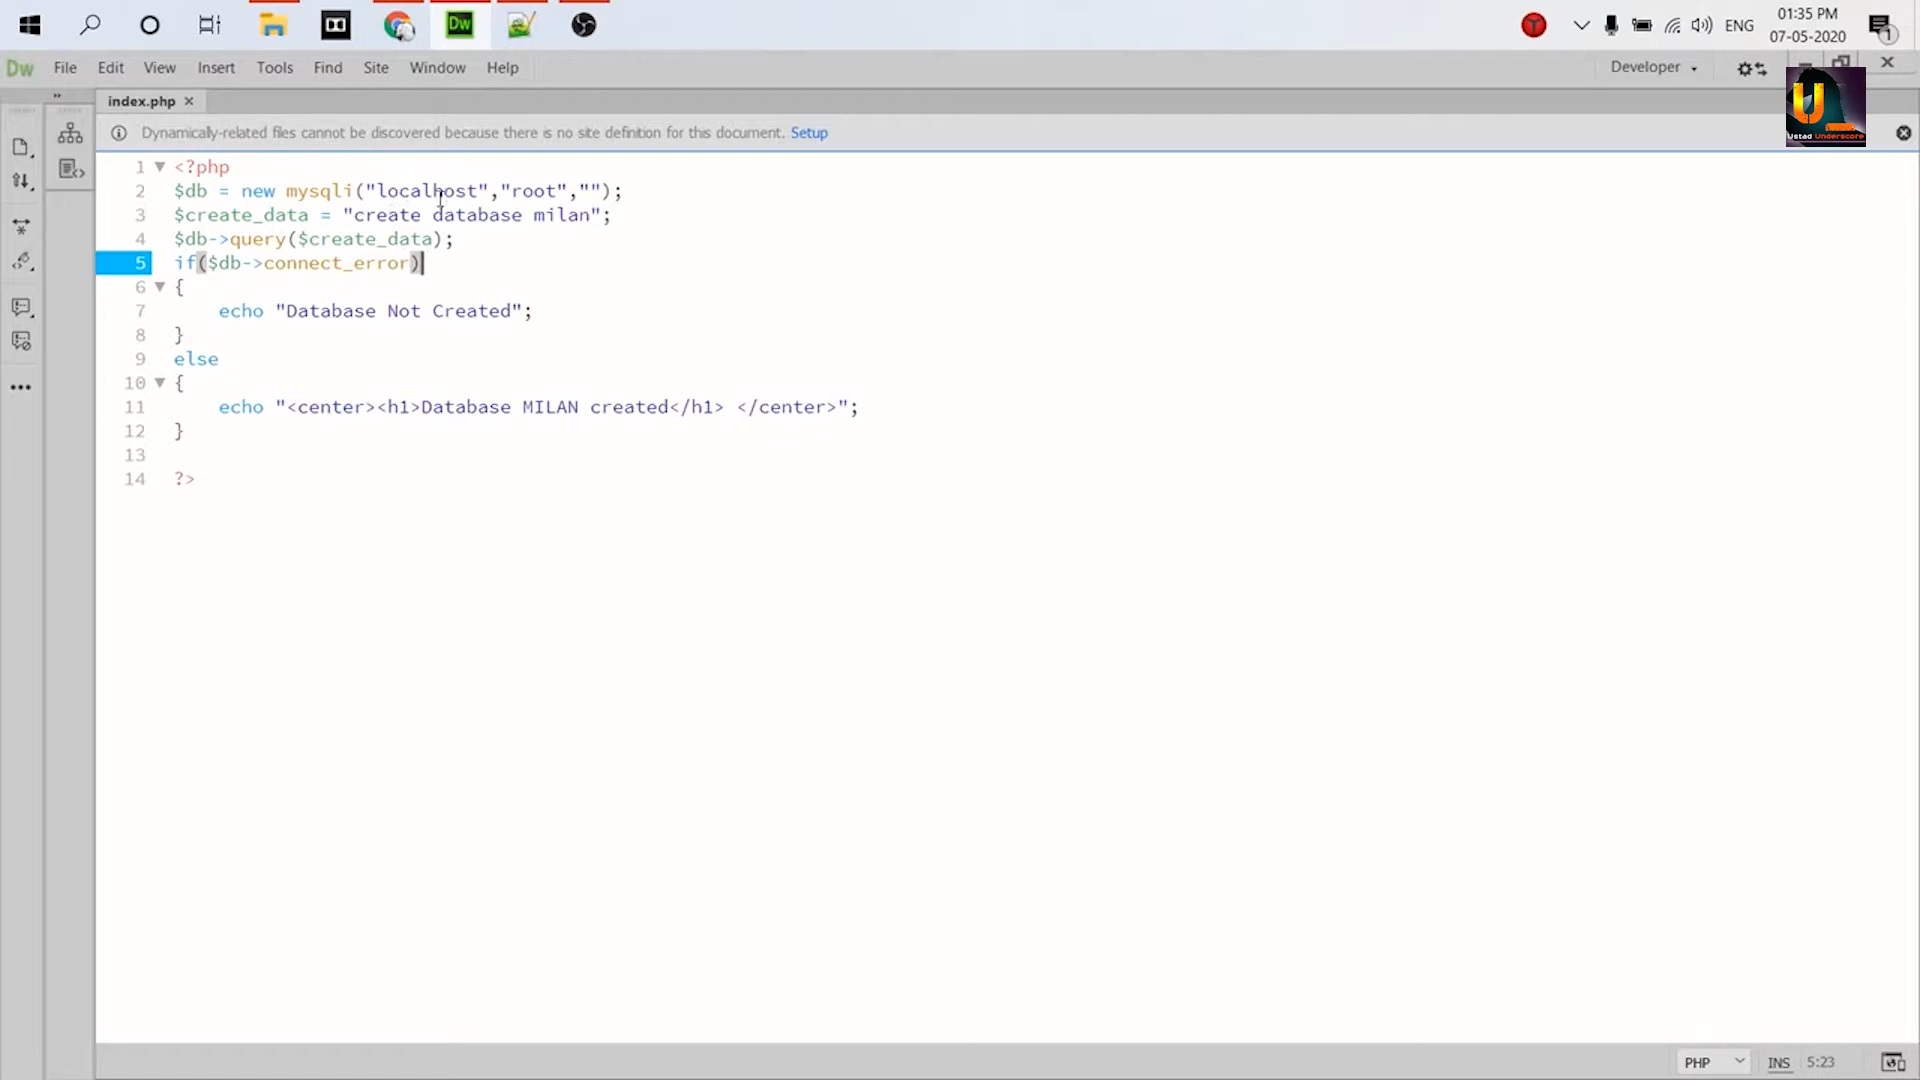 01:35 PM
ENG
07-05-2020
1
Dw
Dw File Edit View Insert Tools Find Site Window Help
Developer
index.php
Dynamically-related files cannot be discovered because there is no site definition for this document. Setup
U
Ustad Underscore
1 <?php
2 $db = new mysqli("localhost","root","");
3 $create_data = "create database milan";
4 $db->query($create_data);
5 if($db->connect_error)
6 {
7 echo "Database Not Created";
8 }
9 else
10 {
11 echo "<center><h1>Database MILAN created</h1> </center>";
12 }
13
14 ?>
PHP INS 5:23